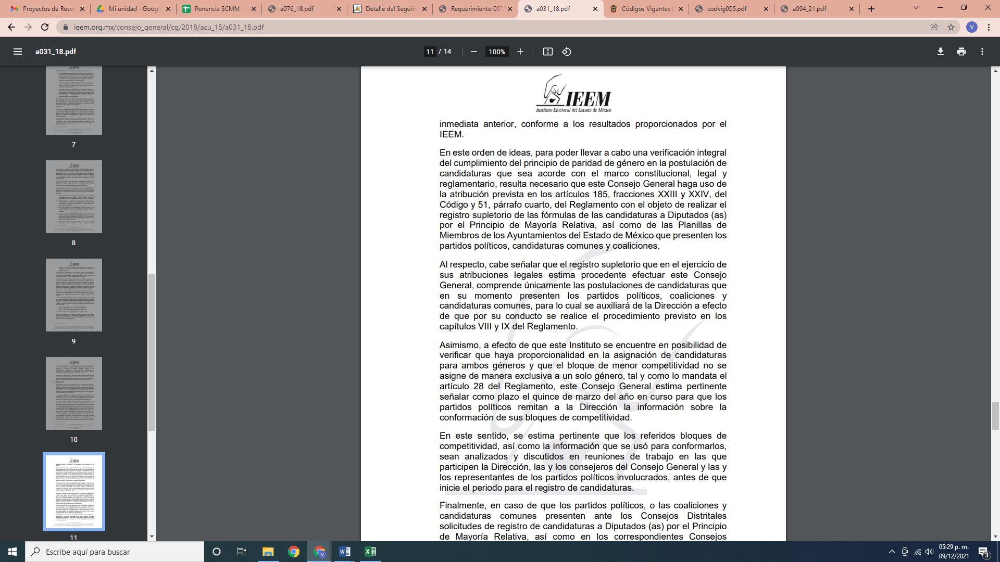 Proyectos de Resol
Mi unidad - Google
Ponencia SCMM -
a076_18.pdf
Detalle del Seguim
Requerimiento 007
a031_18.pdf
Códigos Vigentes
codvig005.pdf
a094_21.pdf
ieem.org.mx/consejo_general/cg/2018/acu_18/a031_18.pdf
V
a031_18.pdf
11 / 14
100%
7
8
9
10
11
IEEM
Instituto Electoral del Estado de México
inmediata anterior, conforme a los resultados proporcionados por el
IEEM.
En este orden de ideas, para poder llevar a cabo una verificación integral
del cumplimiento del principio de paridad de género en la postulación de
candidaturas que sea acorde con el marco constitucional, legal y
reglamentario, resulta necesario que este Consejo General haga uso de
la atribución prevista en los artículos 185, fracciones XXIII y XXIV, del
Código y 51, párrafo cuarto, del Reglamento con el objeto de realizar el
registro supletorio de las fórmulas de las candidaturas a Diputados (as)
por el Principio de Mayoría Relativa, así como de las Planillas de
Miembros de los Ayuntamientos del Estado de México que presenten los
partidos políticos, candidaturas comunes y coaliciones.
Al respecto, cabe señalar que el registro supletorio que en el ejercicio de
sus atribuciones legales estima procedente efectuar este Consejo
General, comprende únicamente las postulaciones de candidaturas que
en su momento presenten los partidos políticos, coaliciones y
candidaturas comunes, para lo cual se auxiliará de la Dirección a efecto
de que por su conducto se realice el procedimiento previsto en los
capítulos VIII y IX del Reglamento.
Asimismo, a efecto de que este Instituto se encuentre en posibilidad de
verificar que haya proporcionalidad en la asignación de candidaturas
para ambos géneros y que el bloque de menor competitividad no se
asigne de manera exclusiva a un solo género, tal y como lo mandata el
artículo 28 del Reglamento, este Consejo General estima pertinente
señalar como plazo el quince de marzo del año en curso para que los
partidos políticos remitan a la Dirección la información sobre la
conformación de sus bloques de competitividad.
En este sentido, se estima pertinente que los referidos bloques de
competitividad, así como la información que se usó para conformarlos,
sean analizados y discutidos en reuniones de trabajo en las que
participen la Dirección, las y los consejeros del Consejo General y las y
los representantes de los partidos políticos involucrados, antes de que
inicie el periodo para el registro de candidaturas.
Finalmente, en caso de que los partidos políticos, o las coaliciones y
candidaturas comunes presenten ante los Consejos Distritales
solicitudes de registro de candidaturas a Diputados (as) por el Principio
de Mayoría Relativa, así como en los correspondientes Consejos
Escribe aquí para buscar
05:29 p. m.
09/12/2021
3